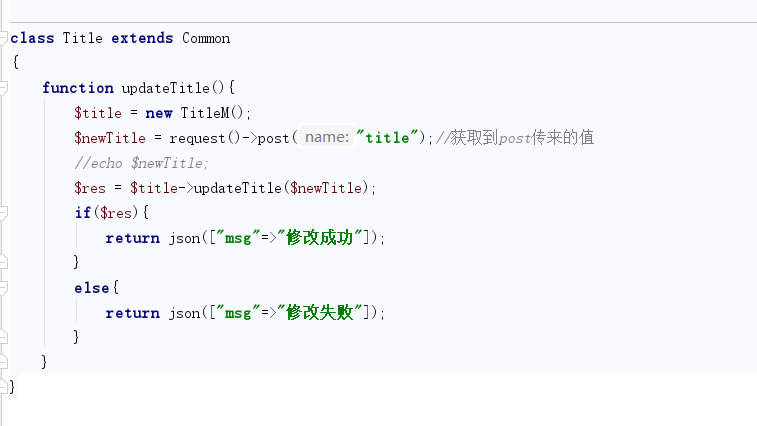 class Title extends Common
{
function updateTitle(){
$title = new TitleM();
$newTitle = request()->post( name: "title");//获取到post传来的值
//echo $newTitle;
$res = $title->updateTitle($newTitle);
if($res){
return json(["msg"=>"修改成功"]);
}
else{
return json(["msg"=>"修改失败"]);
}
}
}